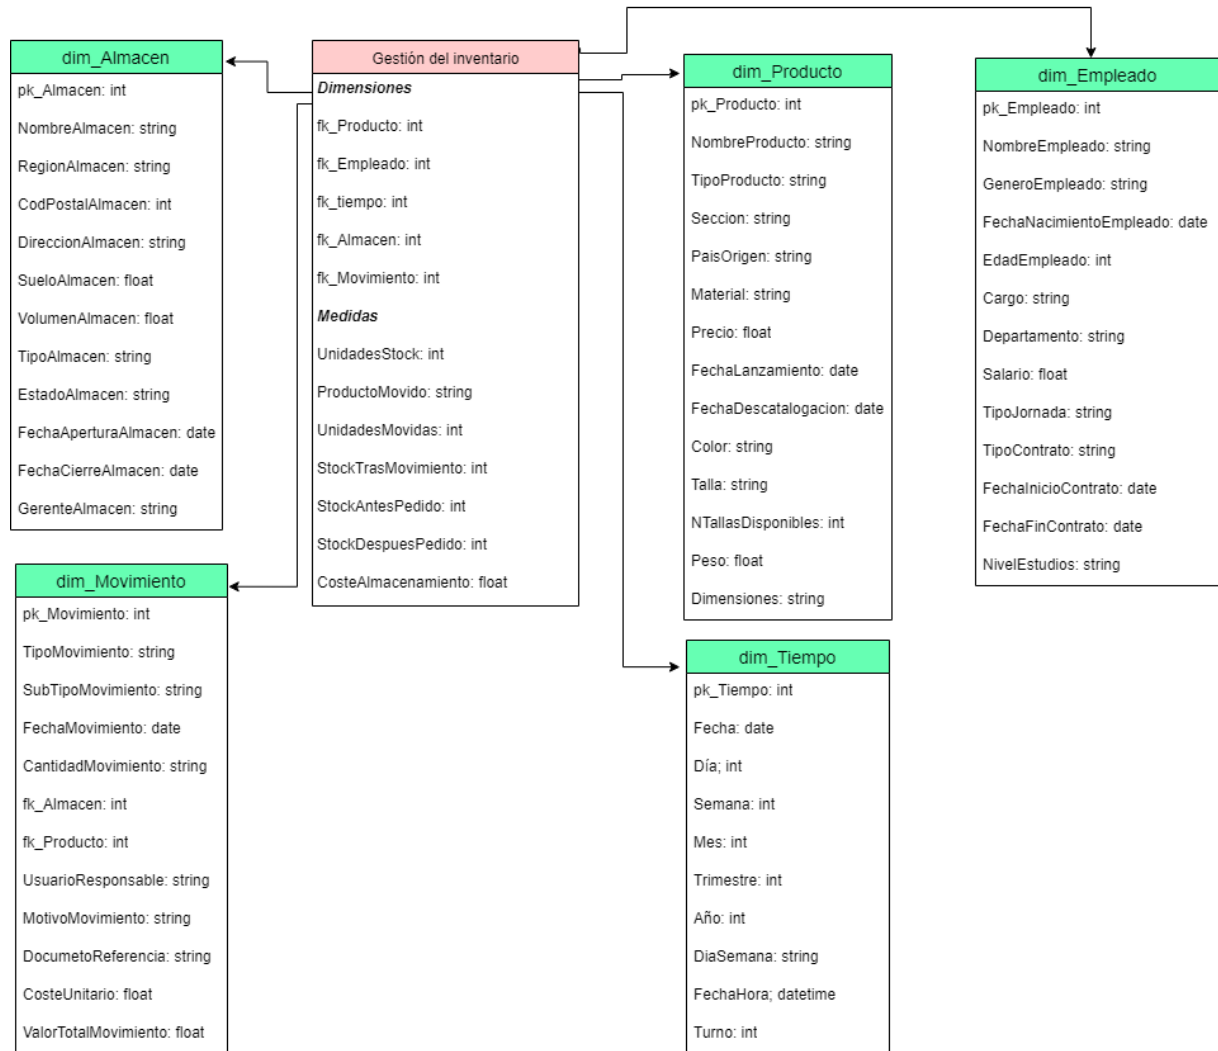 dim_Almacen
pk_Almacen: int
NombreAlmacen: string
RegionAlmacen: string
CodPostalAlmacen: int
DireccionAlmacen: string
SueloAlmacen: float
VolumenAlmacen: float
TipoAlmacen: string
EstadoAlmacen: string
FechaAperturaAlmacen: date
FechaCierreAlmacen: date
GerenteAlmacen: string
Gestión del inventario
Dimensiones
fk_Producto: int
fk_Empleado: int
fk_tiempo: int
fk_Almacen: int
fk_Movimiento: int
Medidas
UnidadesStock: int
ProductoMovido: string
UnidadesMovidas: int
StockTrasMovimiento: int
StockAntesPedido: int
StockDespuesPedido: int
CosteAlmacenamiento: float
dim_Producto
pk_Producto: int
NombreProducto: string
TipoProducto: string
Seccion: string
PaisOrigen: string
Material: string
Precio: float
FechaLanzamiento: date
FechaDescatalogacion: date
Color: string
Talla: string
NTallasDisponibles: int
Peso: float
Dimensiones: string
dim_Empleado
pk_Empleado: int
NombreEmpleado: string
GeneroEmpleado: string
FechaNacimientoEmpleado: date
EdadEmpleado: int
Cargo: string
Departamento: string
Salario: float
TipoJornada: string
TipoContrato: string
FechaInicioContrato: date
FechaFinContrato: date
NivelEstudios: string
dim_Movimiento
pk_Movimiento: int
TipoMovimiento: string
SubTipoMovimiento: string
FechaMovimiento: date
CantidadMovimiento: string
fk_Almacen: int
fk_Producto: int
UsuarioResponsable: string
MotivoMovimiento: string
DocumetoReferencia: string
CosteUnitario: float
ValorTotalMovimiento: float
dim_Tiempo
pk_Tiempo: int
Fecha: date
Día; int
Semana: int
Mes: int
Trimestre: int
Año: int
DiaSemana: string
FechaHora; datetime
Turno: int